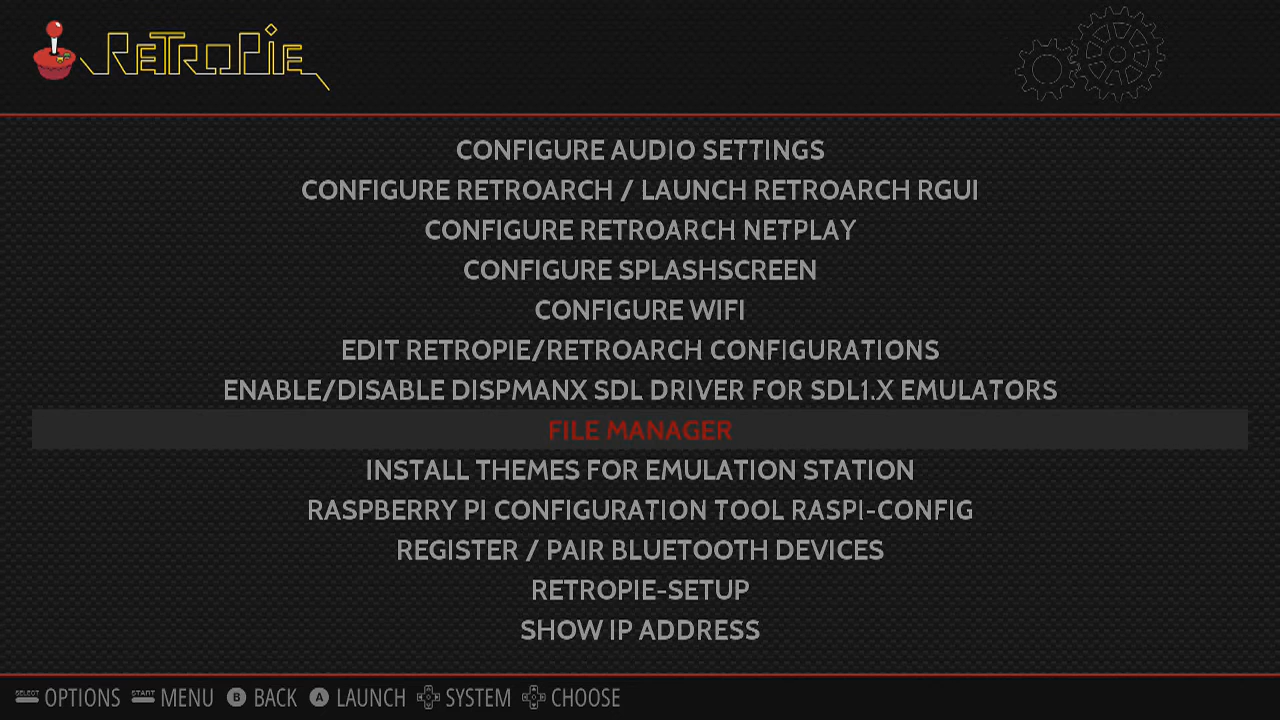 RETROPIE
CONFIGURE AUDIO SETTINGS
CONFIGURE RETROARCH / LAUNCH RETROARCH RGUI
CONFIGURE RETROARCH NETPLAY
CONFIGURE SPLASHSCREEN
CONFIGURE WIFI
EDIT RETROPIE/RETROARCH CONFIGURATIONS
ENABLE/DISABLE DISPMANX SDL DRIVER FOR SDL1.X EMULATORS
FILE MANAGER
INSTALL THEMES FOR EMULATION STATION
RASPBERRY PI CONFIGURATION TOOL RASPI-CONFIG
REGISTER / PAIR BLUETOOTH DEVICES
RETROPIE-SETUP
SHOW IP ADDRESS
SELECT OPTIONS START MENU B BACK A LAUNCH SYSTEM CHOOSE